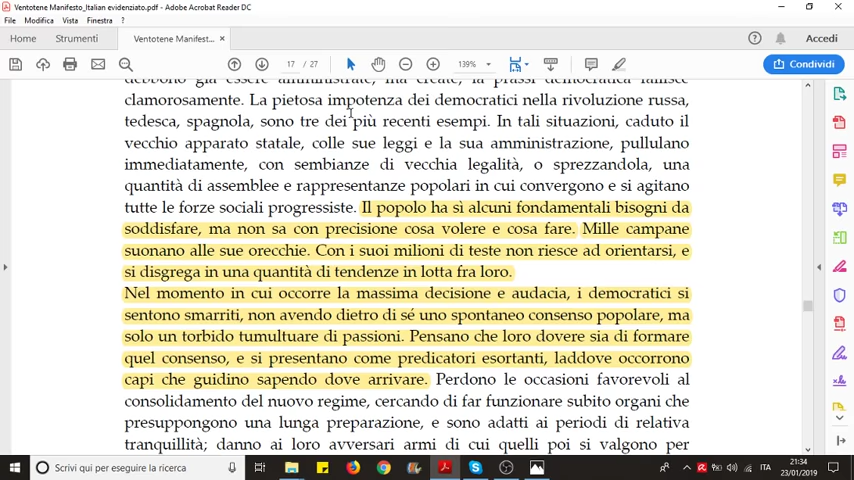 Ventotene Manifesto_Italian evidenziato.pdf - Adobe Acrobat Reader DC
File Modifica Vista Finestra ?
Home Strumenti Ventotene Manifest... × Accedi
17 / 27 139% Condividi
debbono già essere amministrate, ma create, la prassi democratica fallisce
clamorosamente. La pietosa impotenza dei democratici nella rivoluzione russa,
tedesca, spagnola, sono tre dei più recenti esempi. In tali situazioni, caduto il
vecchio apparato statale, colle sue leggi e la sua amministrazione, pullulano
immediatamente, con sembianze di vecchia legalità, o sprezzandola, una
quantità di assemblee e rappresentanze popolari in cui convergono e si agitano
tutte le forze sociali progressiste. Il popolo ha sì alcuni fondamentali bisogni da
soddisfare, ma non sa con precisione cosa volere e cosa fare. Mille campane
suonano alle sue orecchie. Con i suoi milioni di teste non riesce ad orientarsi, e
si disgrega in una quantità di tendenze in lotta fra loro.
Nel momento in cui occorre la massima decisione e audacia, i democratici si
sentono smarriti, non avendo dietro di sé uno spontaneo consenso popolare, ma
solo un torbido tumultuare di passioni. Pensano che loro dovere sia di formare
quel consenso, e si presentano come predicatori esortanti, laddove occorrono
capi che guidino sapendo dove arrivare. Perdono le occasioni favorevoli al
consolidamento del nuovo regime, cercando di far funzionare subito organi che
presuppongono una lunga preparazione, e sono adatti ai periodi di relativa
tranquillità; danno ai loro avversari armi di cui quelli poi si valgono per
Scrivi qui per eseguire la ricerca
ITA
21:34
23/01/2019